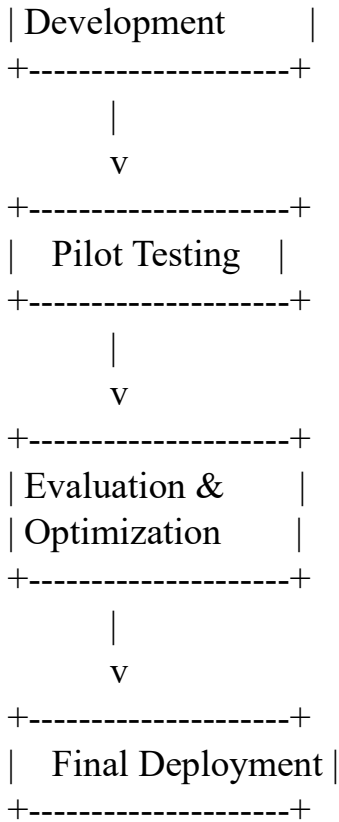 | Development         |
+---------------------+
|
v
+---------------------+
|    Pilot Testing    |
+---------------------+
|
v
+---------------------+
| Evaluation &        |
| Optimization        |
+---------------------+
|
v
+---------------------+
|    Final Deployment |
+---------------------+